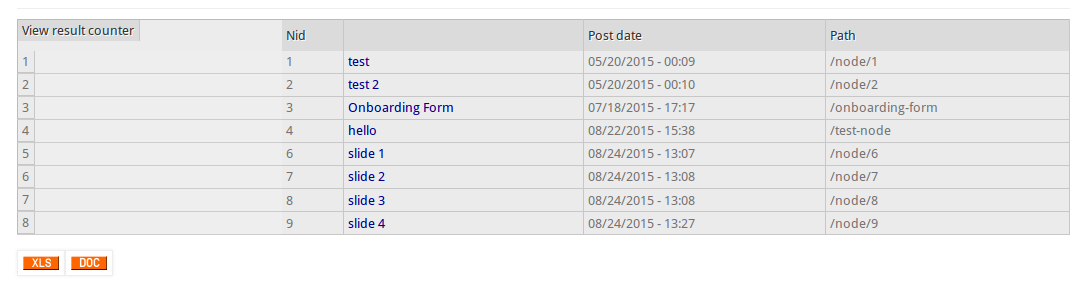 View result counter Nid Post date Path
1 1 test 05/20/2015 - 00:09 /node/1
2 2 test 2 05/20/2015 - 00:10 /node/2
3 3 Onboarding Form 07/18/2015 - 17:17 /onboarding-form
4 4 hello 08/22/2015 - 15:38 /test-node
5 6 slide 1 08/24/2015 - 13:07 /node/6
6 7 slide 2 08/24/2015 - 13:08 /node/7
7 8 slide 3 08/24/2015 - 13:08 /node/8
8 9 slide 4 08/24/2015 - 13:27 /node/9
XLS DOC